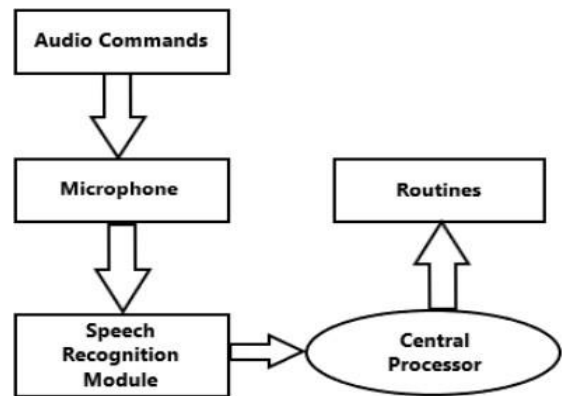 Audio Commands
Microphone
Routines
Speech
Recognition
Module
Central
Processor